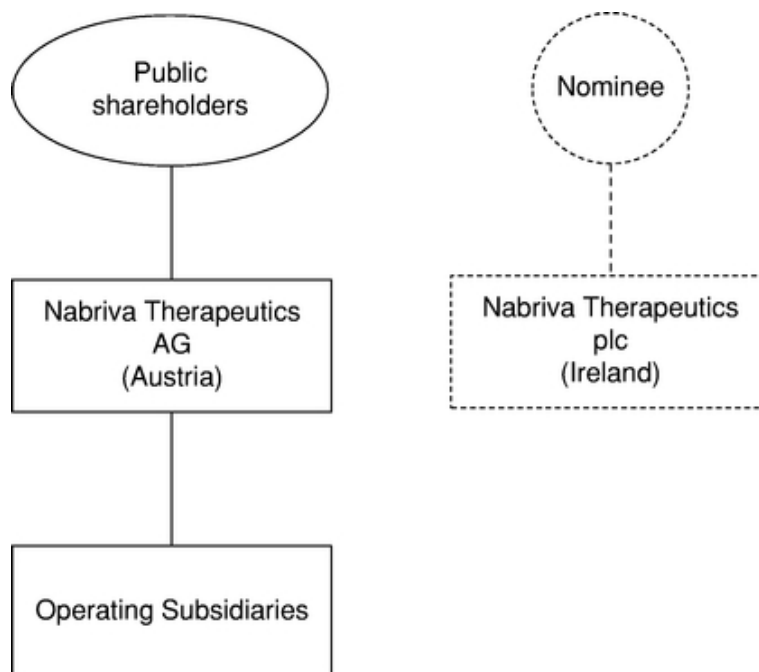 Public
shareholders
Nominee
Nabriva Therapeutics
AG
(Austria)
Nabriva Therapeutics
plc
(Ireland)
Operating Subsidiaries